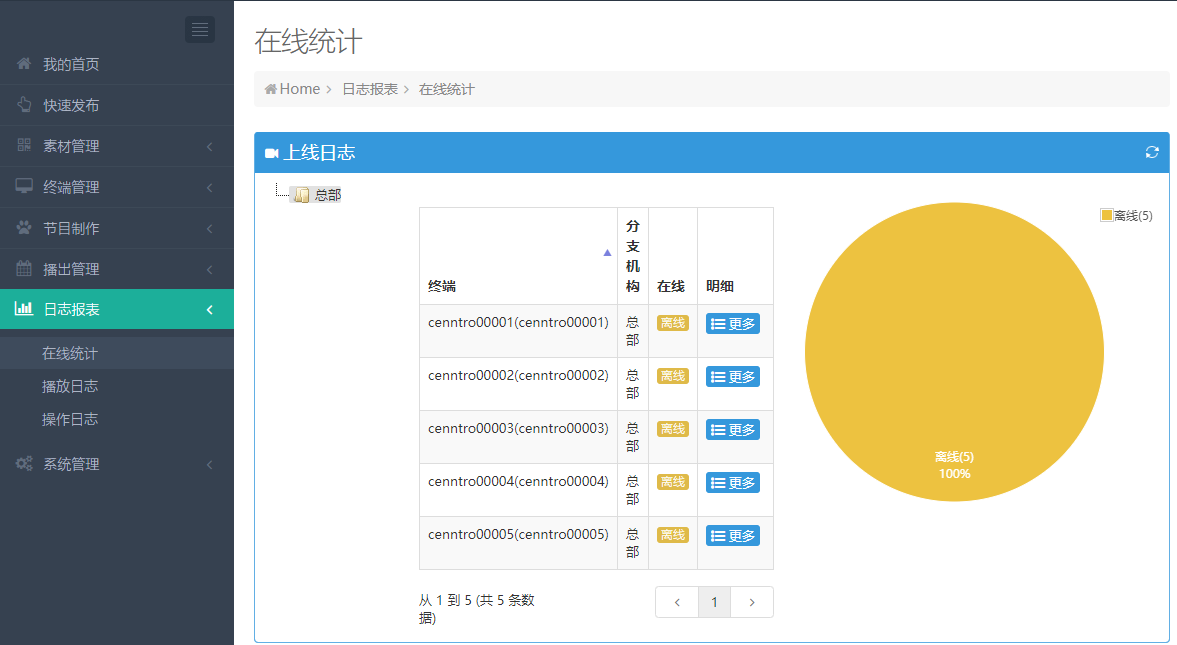 我的首页
快速发布
素材管理
终端管理
节目制作
播出管理
日志报表
在线统计
播放日志
操作日志
系统管理
在线统计
Home > 日志报表 > 在线统计
上线日志
总部
终端 分支机构 在线 明细
cenntro00001(cenntro00001) 总部 离线 更多
cenntro00002(cenntro00002) 总部 离线 更多
cenntro00003(cenntro00003) 总部 离线 更多
cenntro00004(cenntro00004) 总部 离线 更多
cenntro00005(cenntro00005) 总部 离线 更多
从 1 到 5 (共 5 条数
据)
1
离线(5)
离线(5)
100%